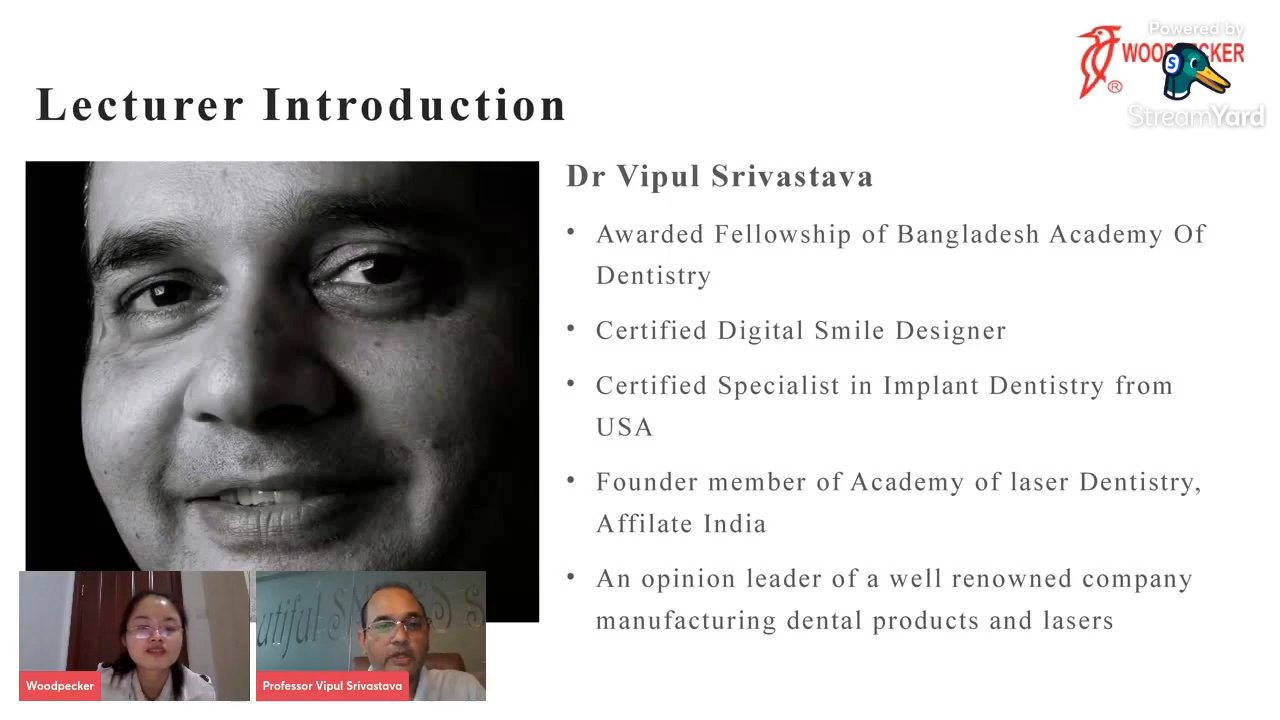 Powered by
WOODPECKER
®
StreamYard
Lecturer Introduction
Dr Vipul Srivastava
• Awarded Fellowship of Bangladesh Academy Of
Dentistry
• Certified Digital Smile Designer
• Certified Specialist in Implant Dentistry from
USA
• Founder member of Academy of laser Dentistry,
Affilate India
• An opinion leader of a well renowned company
manufacturing dental products and lasers
Woodpecker
Professor Vipul Srivastava